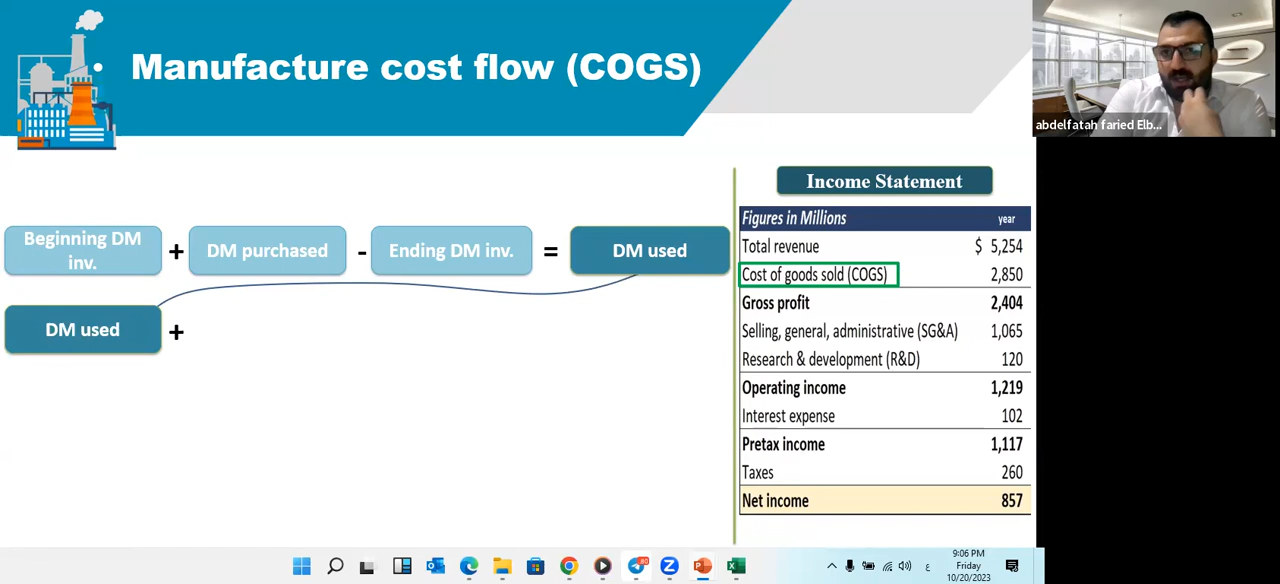 Manufacture cost flow (COGS)
abdelfatah faried Elb...
Income Statement
Beginning DM
inv.
+
DM purchased
-
Ending DM inv.
=
DM used
DM used
+
Figures in Millions year
Total revenue $ 5,254
Cost of goods sold (COGS) 2,850
Gross profit 2,404
Selling, general, administrative (SG&A) 1,065
Research & development (R&D) 120
Operating income 1,219
Interest expense 102
Pretax income 1,117
Taxes 260
Net income 857
9:06 PM
Friday
10/20/2023
ع